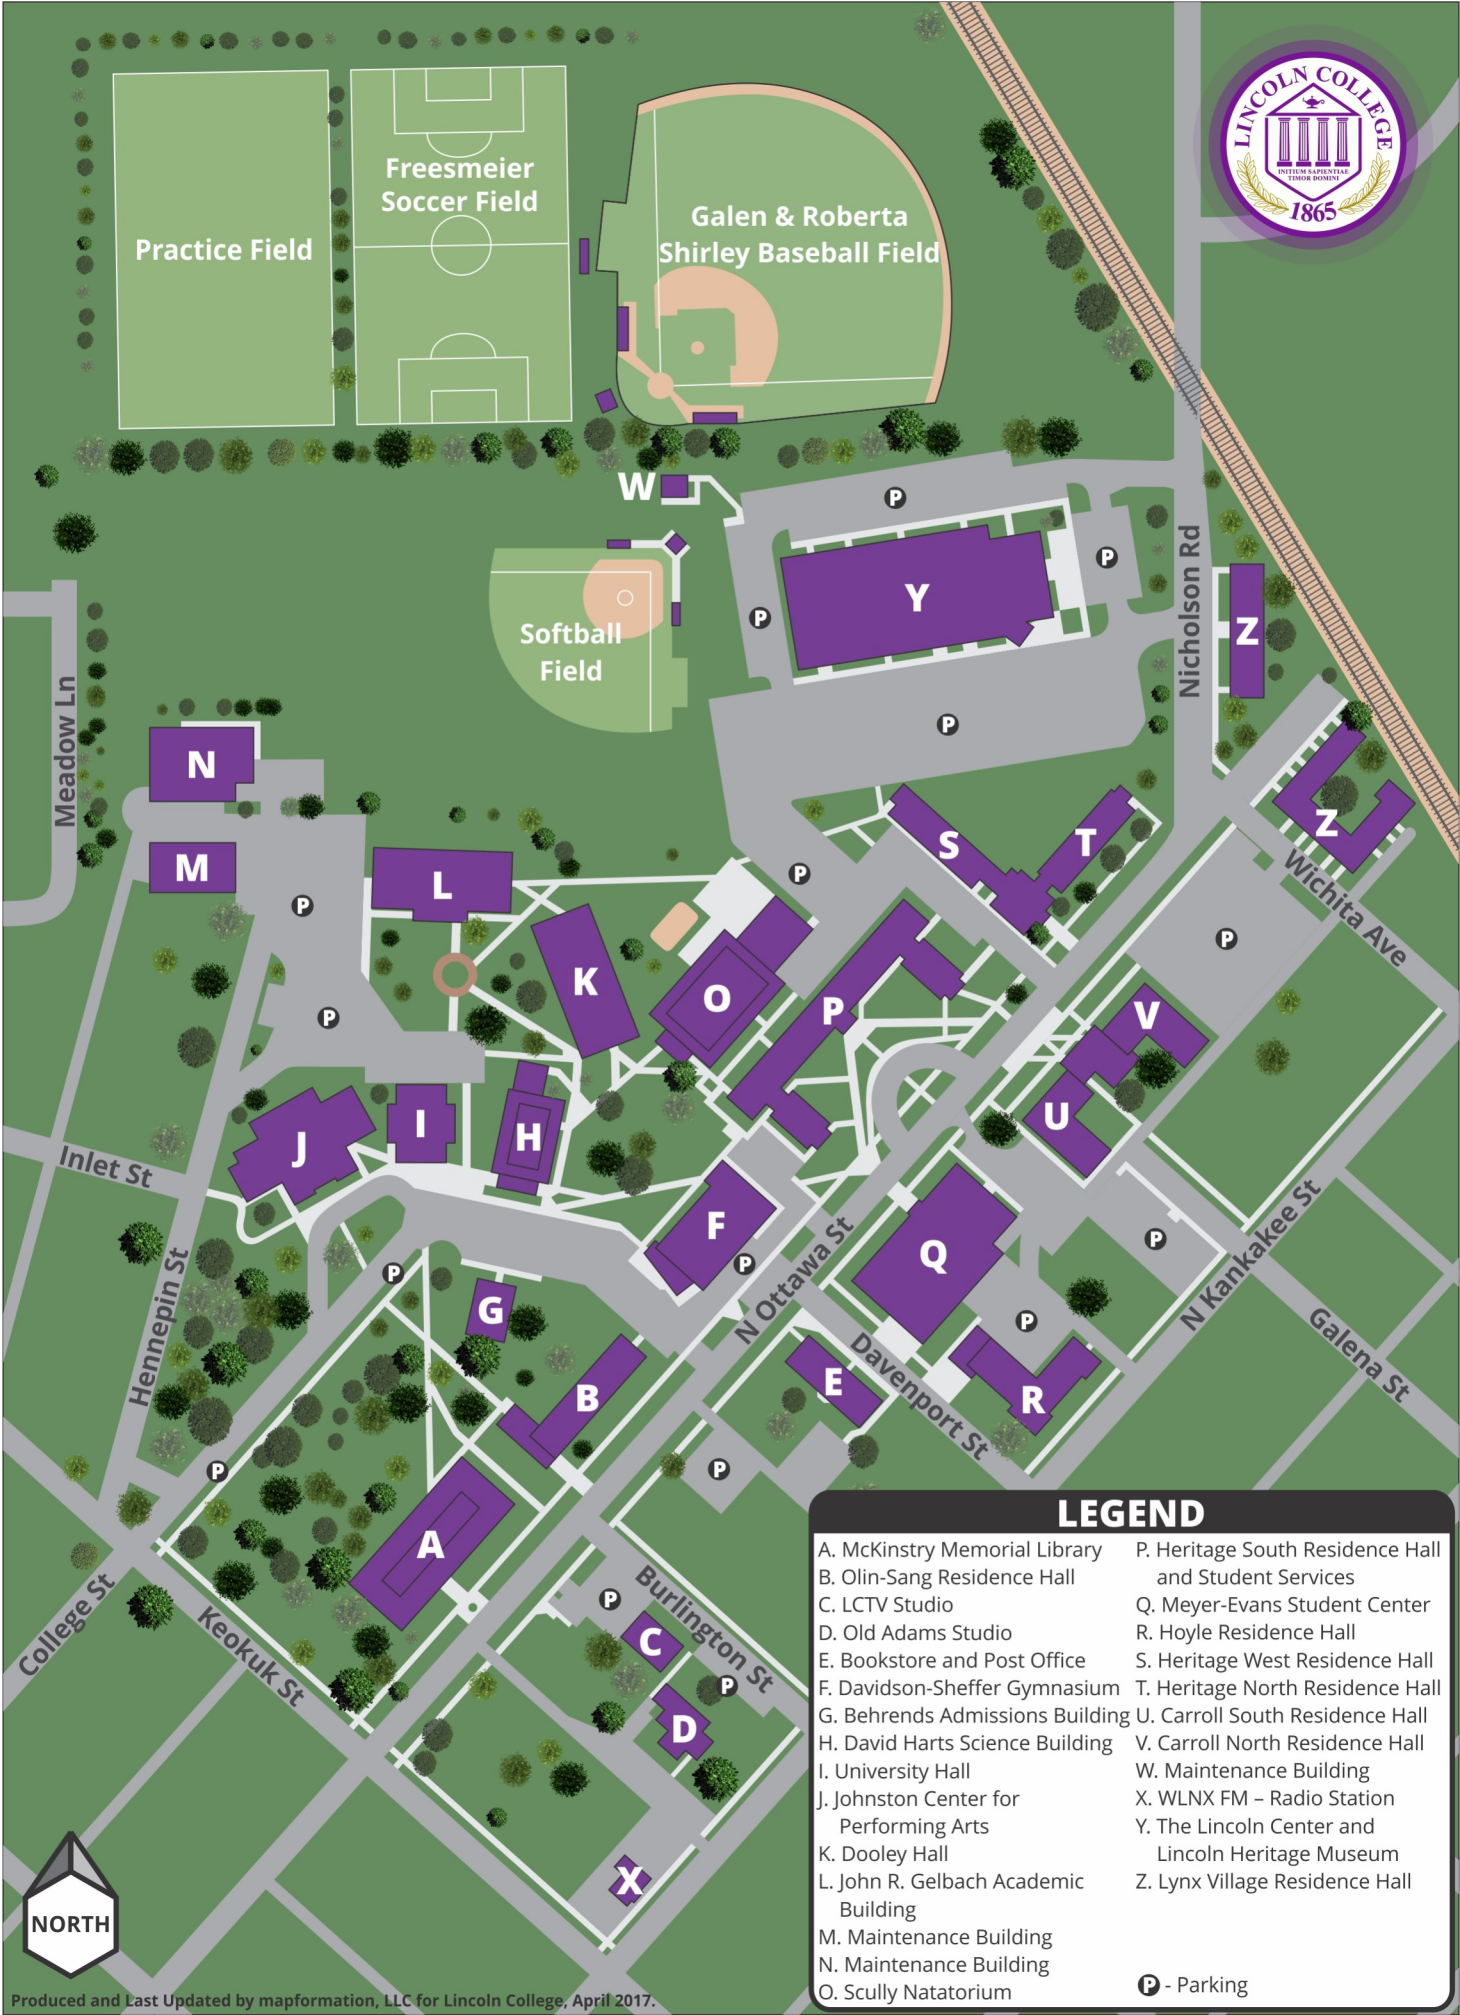 LINCOLN COLLEGE
INITIUM SAPIENTIAE
TIMOR DOMINI
1865
Practice Field
Freesmeier
Soccer Field
Galen & Roberta
Shirley Baseball Field
W
P
Y
P
P
Nicholson Rd
Z
Softball
Field
P
Meadow Ln
N
M
L
P
S
T
Z
Wichita Ave
P
P
K
O
P
V
P
U
J
I
H
Inlet St
F
P
Q
P
N Ottawa St
N Kankakee St
Hennepin St
P
G
P
Galena St
B
E
Davenport St
R
P
P
A
College St
Keokuk St
P
Burlington St
C
P
D
X
NORTH
LEGEND
A. McKinstry Memorial Library
B. Olin-Sang Residence Hall
C. LCTV Studio
D. Old Adams Studio
E. Bookstore and Post Office
F. Davidson-Sheffer Gymnasium
G. Behrends Admissions Building
H. David Harts Science Building
I. University Hall
J. Johnston Center for
Performing Arts
K. Dooley Hall
L. John R. Gelbach Academic
Building
M. Maintenance Building
N. Maintenance Building
O. Scully Natatorium
P. Heritage South Residence Hall
and Student Services
Q. Meyer-Evans Student Center
R. Hoyle Residence Hall
S. Heritage West Residence Hall
T. Heritage North Residence Hall
U. Carroll South Residence Hall
V. Carroll North Residence Hall
W. Maintenance Building
X. WLNX FM – Radio Station
Y. The Lincoln Center and
Lincoln Heritage Museum
Z. Lynx Village Residence Hall
P - Parking
Produced and Last Updated by mapformation, LLC for Lincoln College, April 2017.